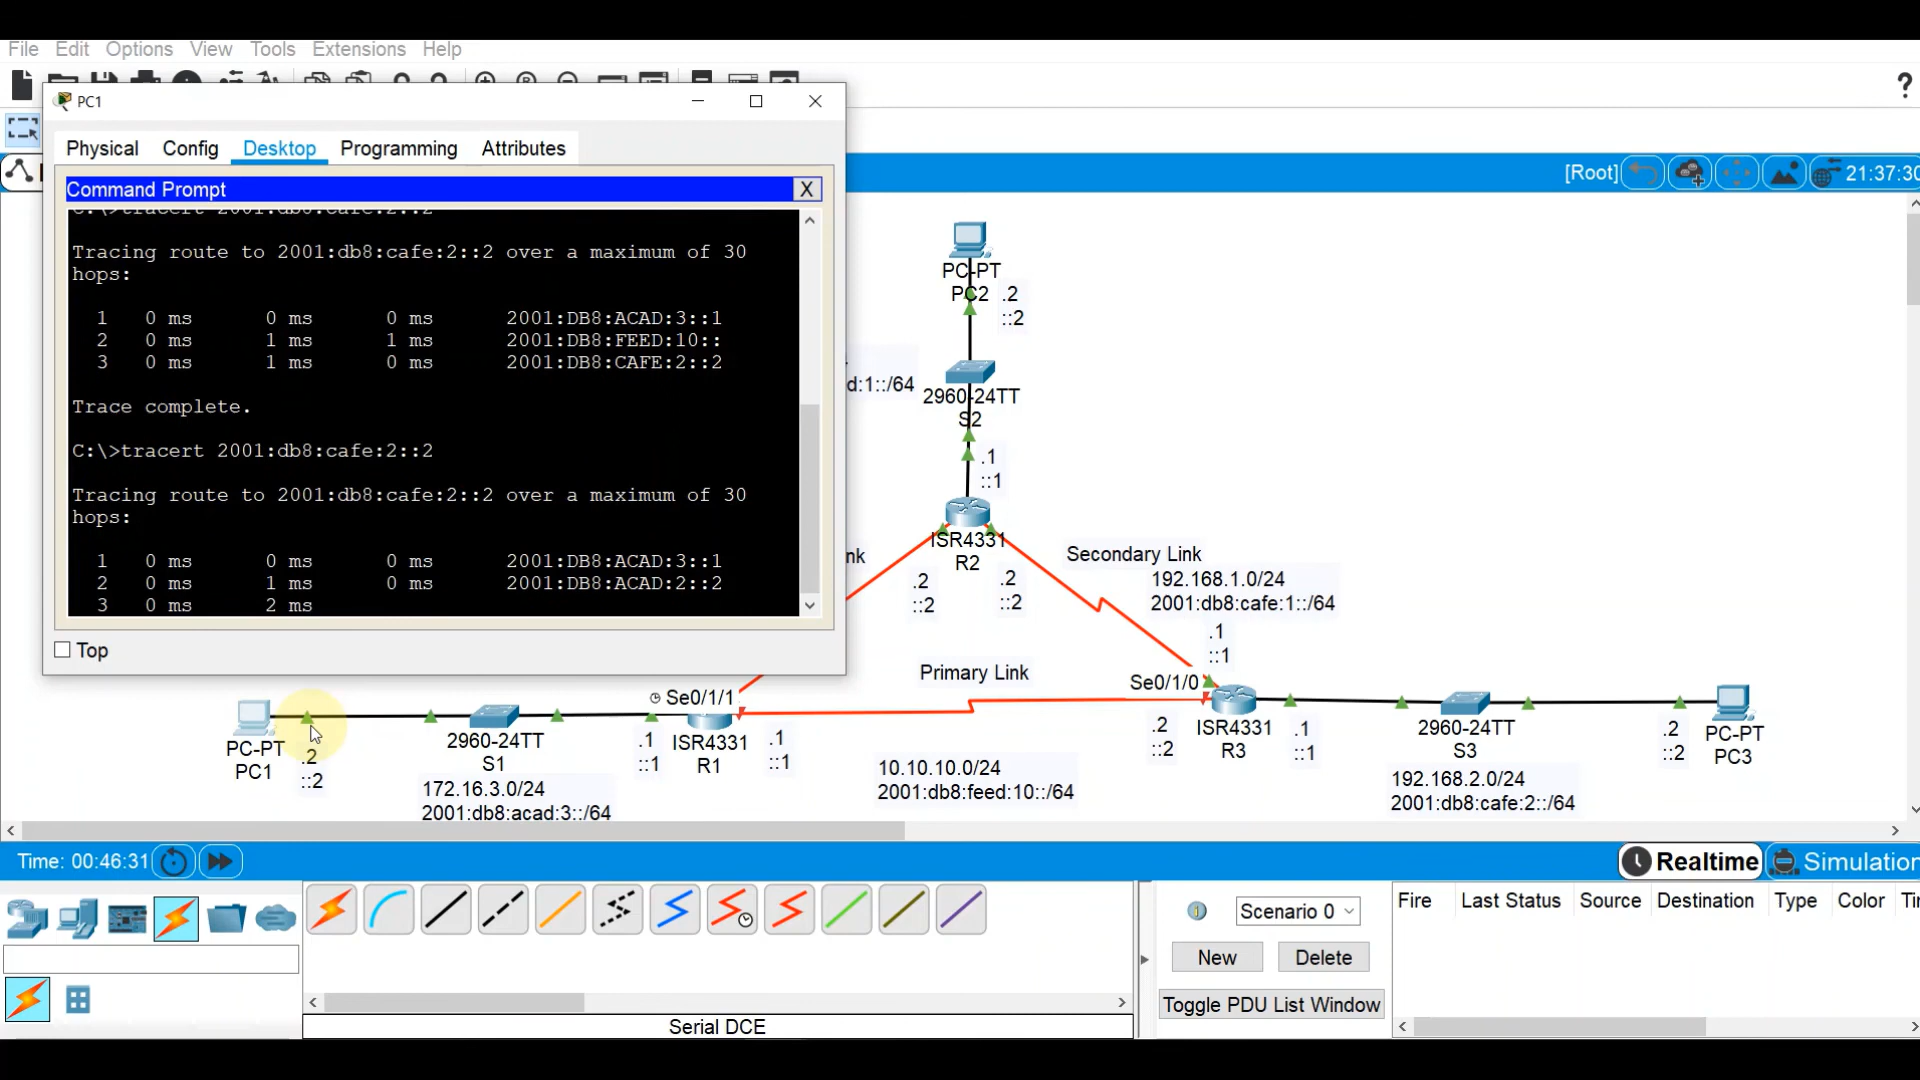 File Edit Options View Tools Extensions Help
?
PC1
Physical Config Desktop Programming Attributes
[Root] 21:37:30
Command Prompt X
C:\>tracert 2001:db8:cafe:2::2
Tracing route to 2001:db8:cafe:2::2 over a maximum of 30
hops:
1 0 ms 0 ms 0 ms 2001:DB8:ACAD:3::1
2 0 ms 1 ms 1 ms 2001:DB8:FEED:10::
3 0 ms 1 ms 0 ms 2001:DB8:CAFE:2::2
Trace complete.
C:\>tracert 2001:db8:cafe:2::2
Tracing route to 2001:db8:cafe:2::2 over a maximum of 30
hops:
1 0 ms 0 ms 0 ms 2001:DB8:ACAD:3::1
2 0 ms 1 ms 0 ms 2001:DB8:ACAD:2::2
3 0 ms 2 ms
Top
PC-PT
PC2
.2
::2
d:1::/64
2960-24TT
S2
.1
::1
ISR4331
R2
nk
.2
::2
.2
::2
Secondary Link
192.168.1.0/24
2001:db8:cafe:1::/64
.1
::1
Primary Link
Se0/1/0
Se0/1/1
PC-PT
PC1
.2
::2
2960-24TT
S1
172.16.3.0/24
2001:db8:acad:3::/64
.1
::1
ISR4331
R1
.1
::1
10.10.10.0/24
2001:db8:feed:10::/64
.2
::2
ISR4331
R3
.1
::1
2960-24TT
S3
192.168.2.0/24
2001:db8:cafe:2::/64
.2
::2
PC-PT
PC3
Time: 00:46:31
Realtime Simulation
Scenario 0
New Delete
Toggle PDU List Window
Fire Last Status Source Destination Type Color
Serial DCE